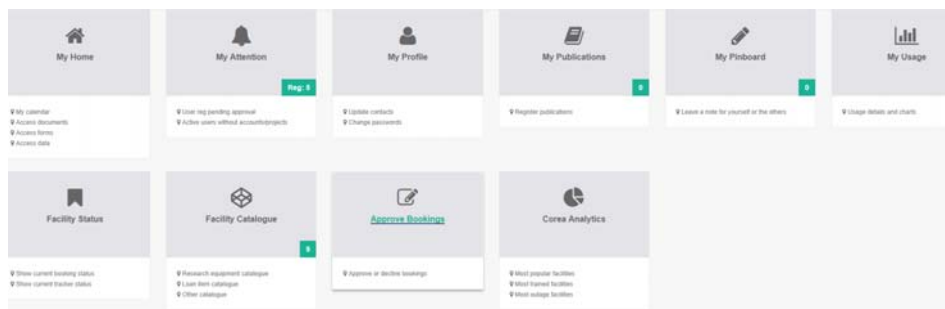 My Home
My Attention
My Profile
My Publications
My Pinboard
My Usage
Reg: 5
0
0
My calendar
Access documents
Access forms
Access data
User reg pending approval
Active users without accounts/projects
Update contacts
Change passwords
Register publications
Leave a note for yourself or the others
Usage details and charts
Facility Status
Facility Catalogue
Approve Bookings
Corea Analytics
Show current booking status
Show current tracker status
Research equipment catalogue
Loan item catalogue
Other catalogue
Approve or decline bookings
Most popular facilities
Most trained facilities
Most outage facilities